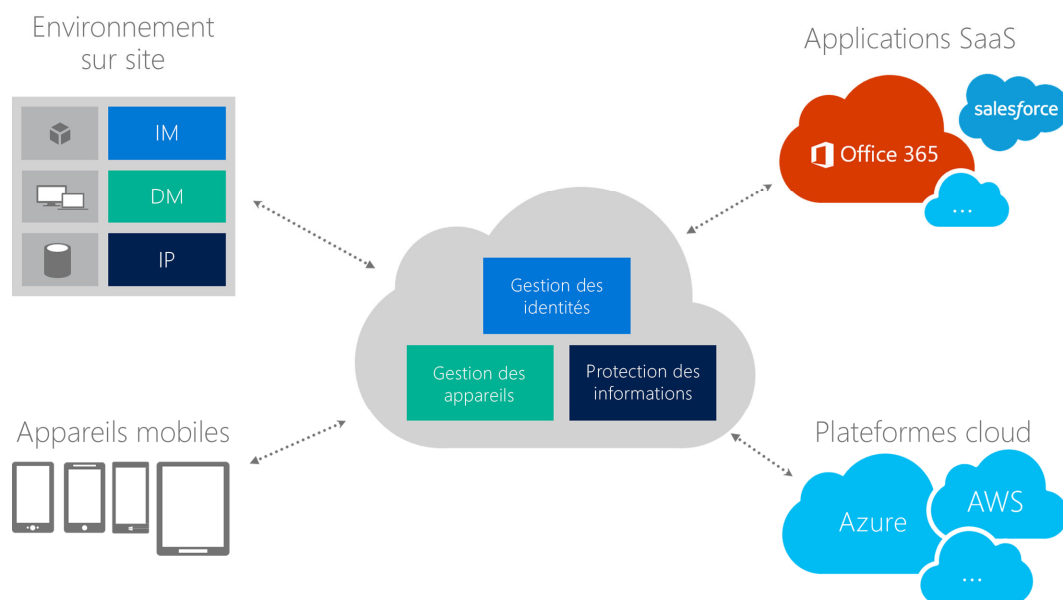 Environnement
sur site
IM
DM
IP
Appareils mobiles
Gestion des
identités
Gestion des
appareils
Protection des
informations
Applications SaaS
Office 365
salesforce
...
Plateformes cloud
Azure
AWS
...